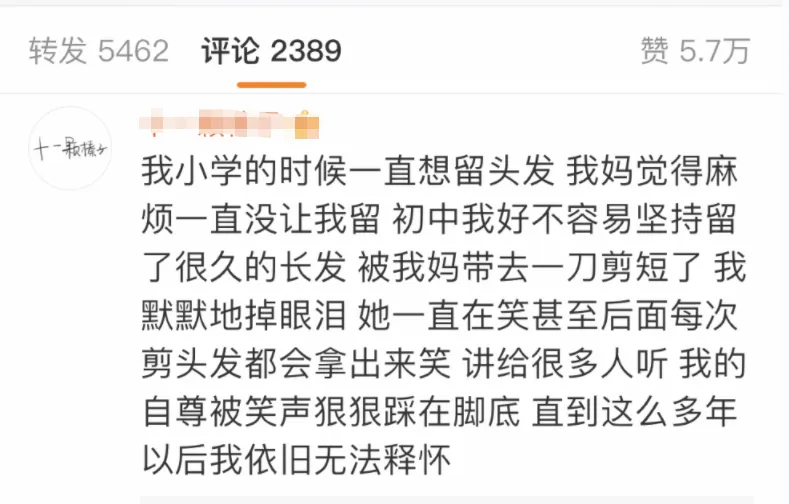 转发 5462 评论 2389 赞 5.7万
十一颗榛子
我小学的时候一直想留头发 我妈觉得麻
烦一直没让我留 初中我好不容易坚持留
了很久的长发 被我妈带去一刀剪短了 我
默默地掉眼泪 她一直在笑甚至后面每次
剪头发都会拿出来笑 讲给很多人听 我的
自尊被笑声狠狠踩在脚底 直到这么多年
以后我依旧无法释怀